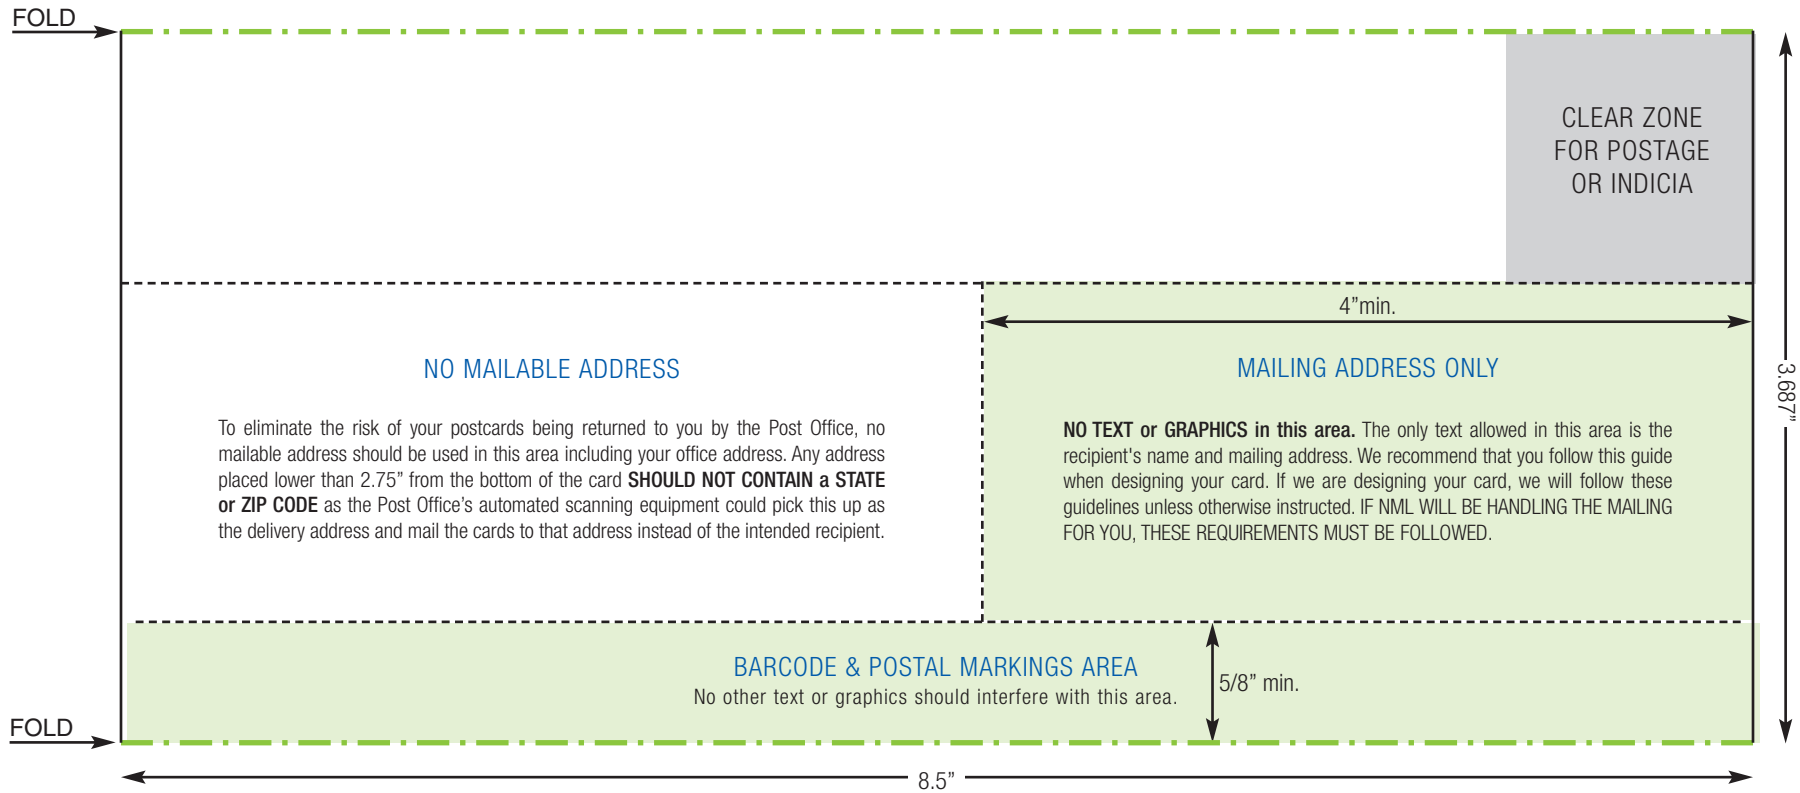 FOLD
CLEAR ZONE
FOR POSTAGE
OR INDICIA
4”min.
3.687”
NO MAILABLE ADDRESS
To eliminate the risk of your postcards being returned to you by the Post Office, no
mailable address should be used in this area including your office address. Any address
placed lower than 2.75” from the bottom of the card SHOULD NOT CONTAIN a STATE
or ZIP CODE as the Post Office’s automated scanning equipment could pick this up as
the delivery address and mail the cards to that address instead of the intended recipient.
MAILING ADDRESS ONLY
NO TEXT or GRAPHICS in this area. The only text allowed in this area is the
recipient's name and mailing address. We recommend that you follow this guide
when designing your card. If we are designing your card, we will follow these
guidelines unless otherwise instructed. IF NML WILL BE HANDLING THE MAILING
FOR YOU, THESE REQUIREMENTS MUST BE FOLLOWED.
BARCODE & POSTAL MARKINGS AREA
No other text or graphics should interfere with this area.
5/8” min.
FOLD
8.5”